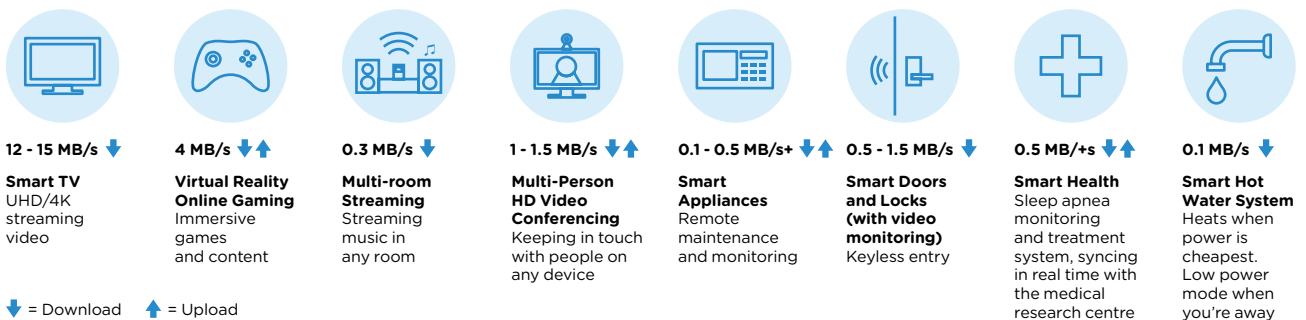 12 - 15 MB/s
Smart TV
UHD/4K
streaming
video
4 MB/s
Virtual Reality
Online Gaming
Immersive
games
and content
0.3 MB/s
Multi-room
Streaming
Streaming
music in
any room
1 - 1.5 MB/s
Multi-Person
HD Video
Conferencing
Keeping in touch
with people on
any device
0.1 - 0.5 MB/s+
Smart
Appliances
Remote
maintenance
and monitoring
0.5 - 1.5 MB/s
Smart Doors
and Locks
(with video
monitoring)
Keyless entry
0.5 MB/+s
Smart Health
Sleep apnea
monitoring
and treatment
system, syncing
in real time with
the medical
research centre
0.1 MB/s
Smart Hot
Water System
Heats when
power is
cheapest.
Low power
mode when
you're away
= Download = Upload